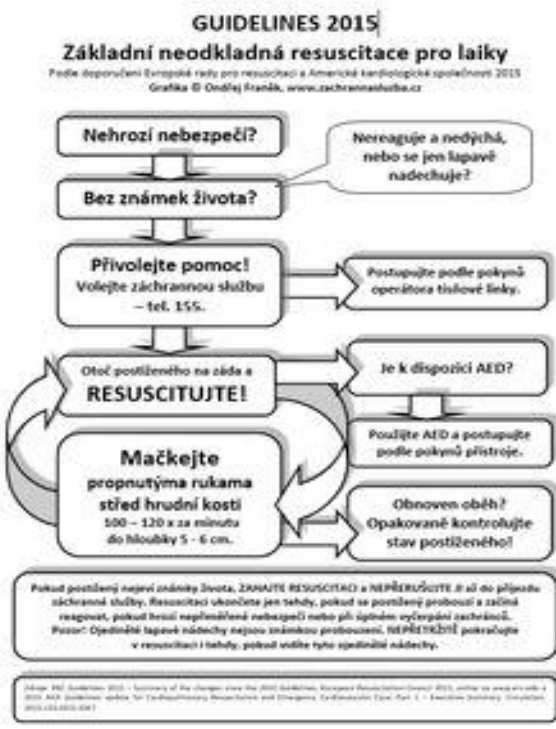 GUIDELINES 2015
Základní neodkladná resuscitace pro laiky
Podle doporučení Evropské rady pro resuscitaci a Americké kardiologické společnosti 2015
Grafika © Ondřej Franěk, www.zachrannasluzba.cz
Nehrozí nebezpečí?
Nereaguje a nedýchá,
nebo se jen lapavě
nadechuje?
Bez známek života?
Přivolejte pomoc!
Volejte záchrannou službu
– tel. 155.
Postupujte podle pokynů
operátora tísňové linky.
Otoč postiženého na záda a
RESUSCITUJTE!
Je k dispozici AED?
Použijte AED a postupujte
podle pokynů přístroje.
Mačkejte
propnutýma rukama
střed hrudní kosti
100 – 120 x za minutu
do hloubky 5 - 6 cm.
Obnoven oběh?
Opakovaně kontrolujte
stav postiženého!
Pokud postižený nejeví známky života, ZAHAJTE RESUSCITACI a NEPŘERUŠUJTE ji až do příjezdu
záchranné služby. Resuscitaci ukončete jen tehdy, pokud se postižený probouzí a začíná
reagovat, pokud hrozí nepřiměřené nebezpečí nebo při úplném vyčerpání zachránců.
Pozor! Ojedinělé lapavé nádechy nejsou známkou probouzení. NEPŘETRŽITĚ pokračujte
v resuscitaci i tehdy, pokud vidíte tyto ojedinělé nádechy.